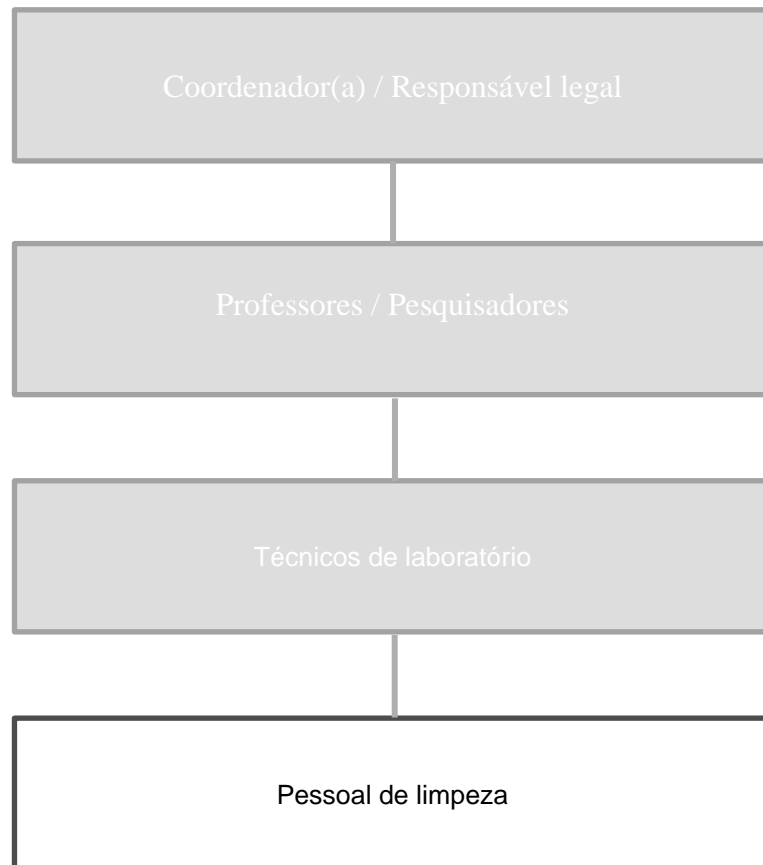 Coordenador(a) / Responsável legal
Professores / Pesquisadores
Técnicos de laboratório
Pessoal de limpeza